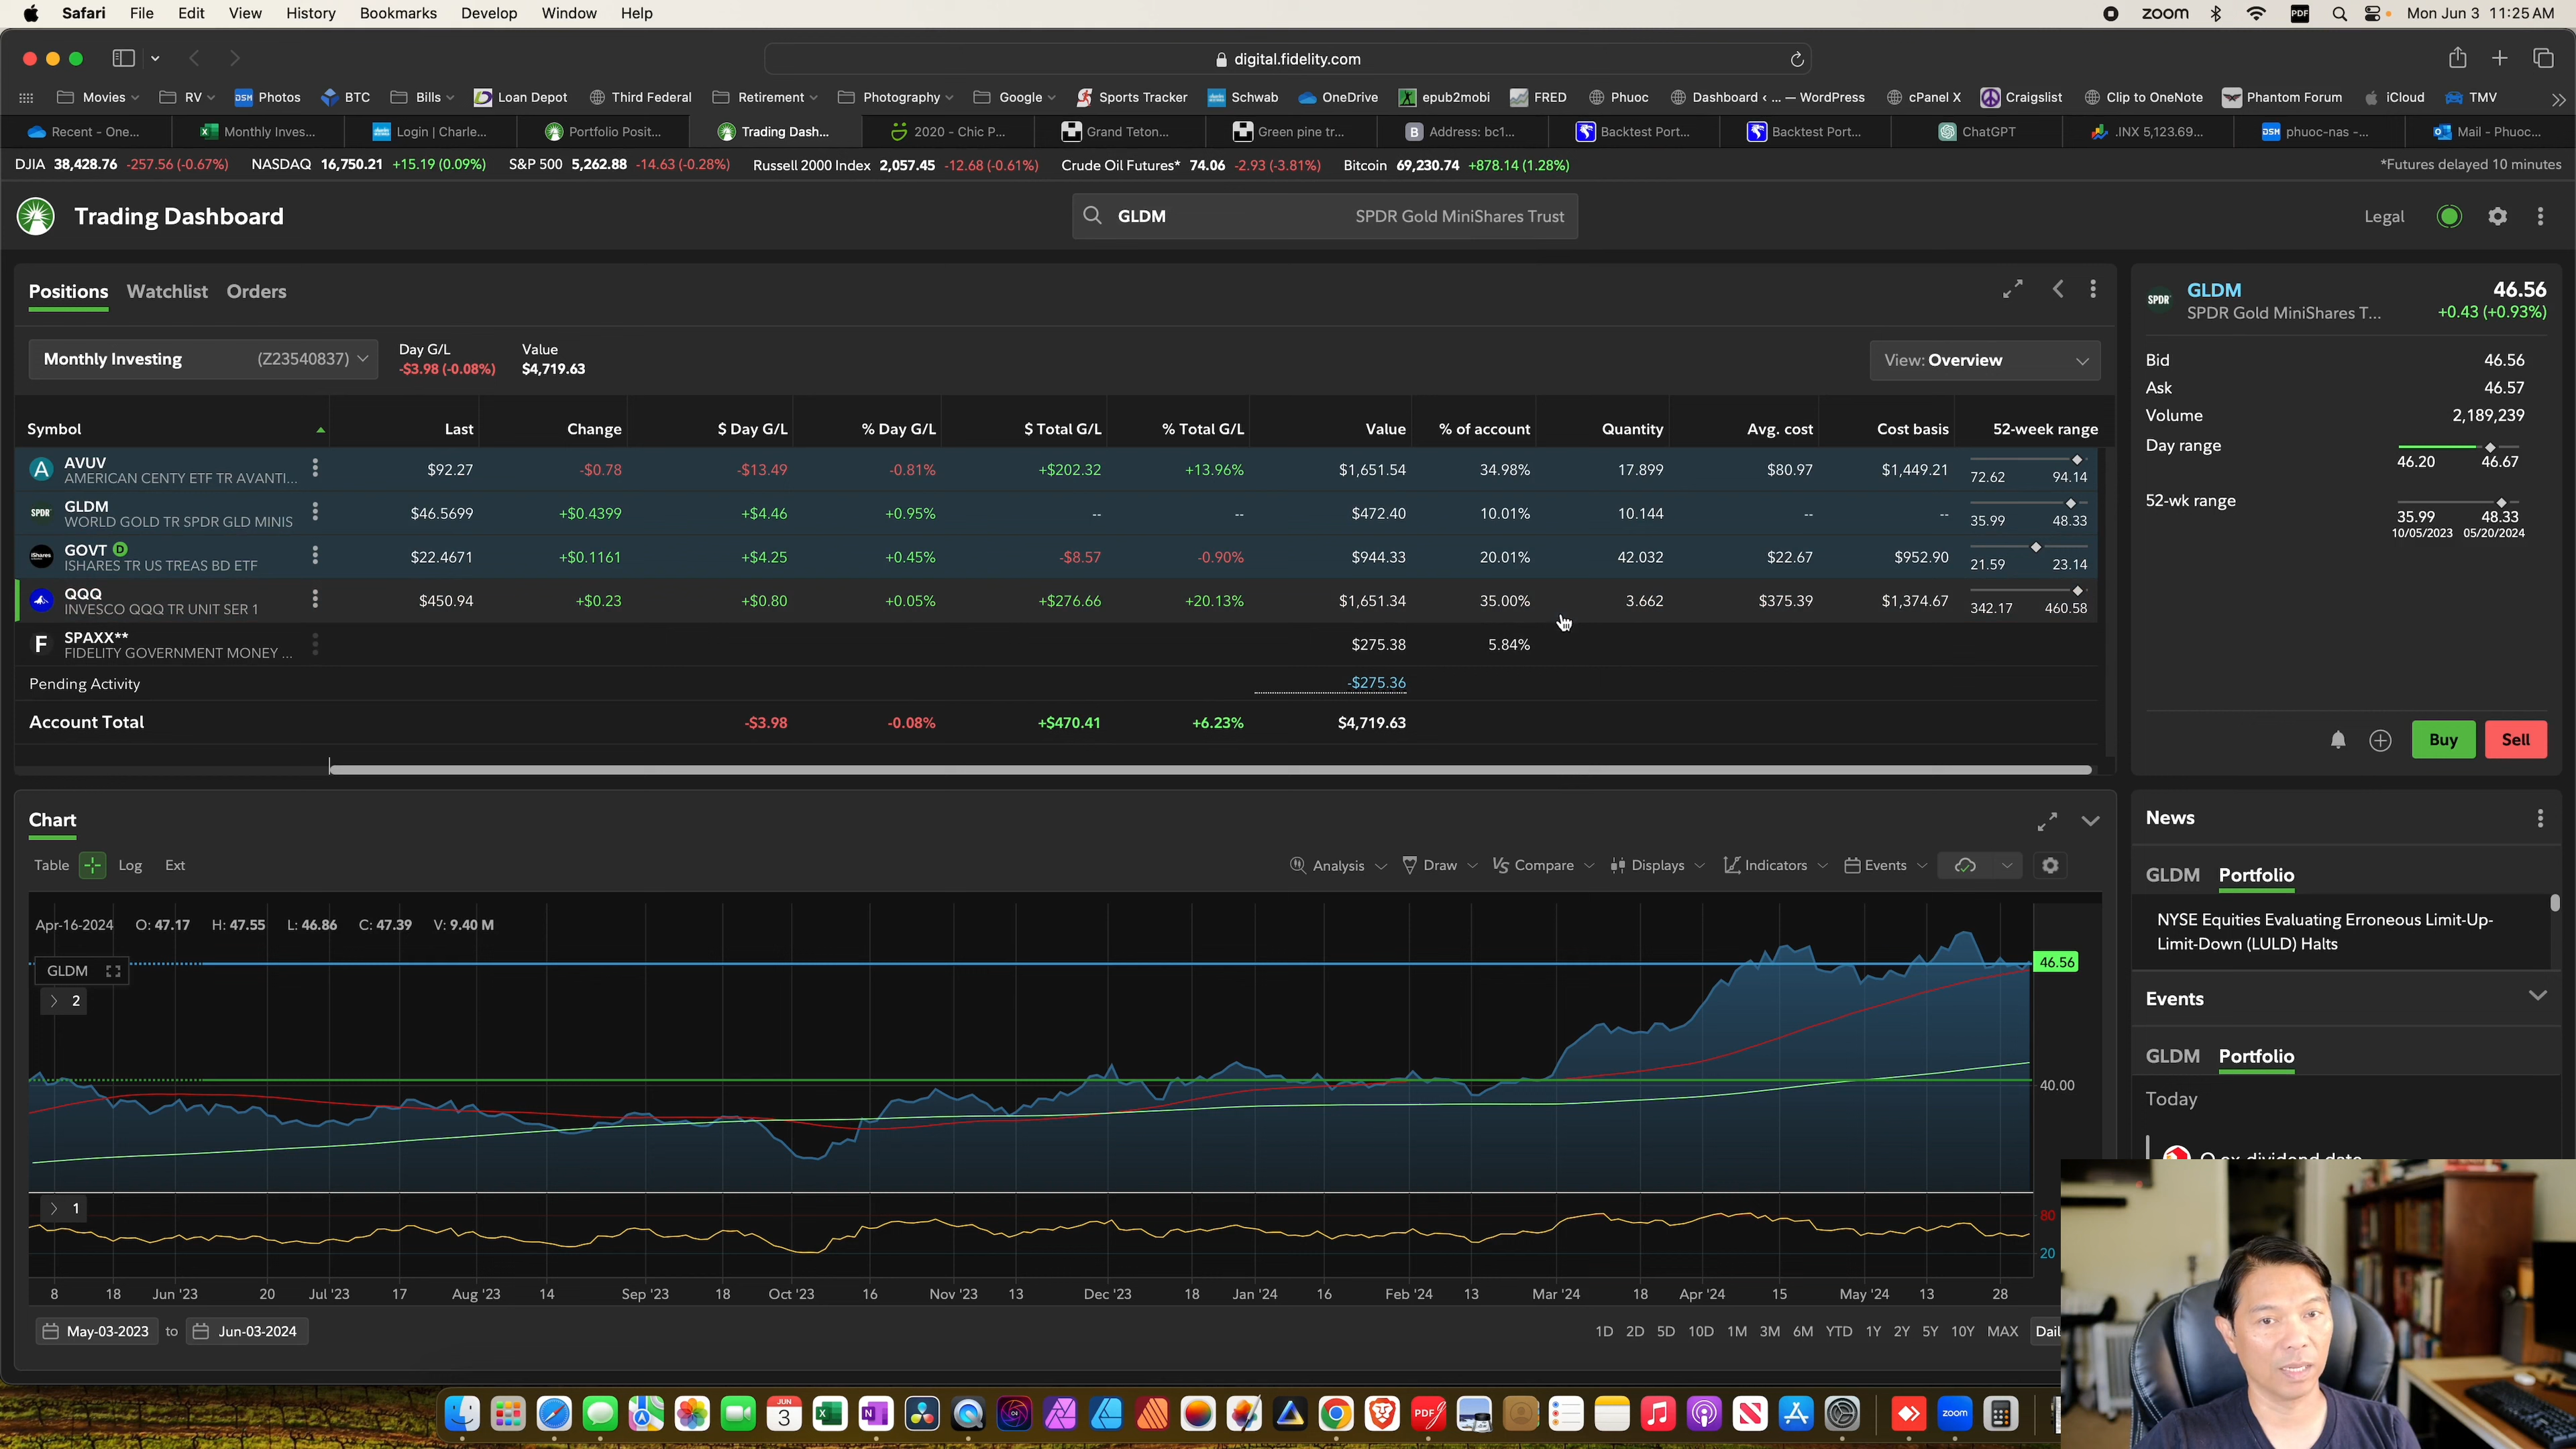 Safari File Edit View History Bookmarks Develop Window Help zoom PDF Mon Jun 3 11:25 AM
digital.fidelity.com
Movies RV DSM Photos BTC Bills Loan Depot Third Federal Retirement Photography Google Sports Tracker Schwab OneDrive epub2mobi FRED Phuoc Dashboard < ... — WordPress cPanel X Craigslist Clip to OneNote Phantom Forum iCloud TMV
Recent - One... Monthly Inves... Login | Charle... Portfolio Posit... Trading Dash... 2020 - Chic P... Grand Teton... Green pine tr... B Address: bc1... Backtest Port... Backtest Port... ChatGPT .INX 5,123.69... DSM phuoc-nas -... Mail - Phuoc...
DJIA 38,428.76 -257.56 (-0.67%) NASDAQ 16,750.21 +15.19 (0.09%) S&P 500 5,262.88 -14.63 (-0.28%) Russell 2000 Index 2,057.45 -12.68 (-0.61%) Crude Oil Futures* 74.06 -2.93 (-3.81%) Bitcoin 69,230.74 +878.14 (1.28%) *Futures delayed 10 minutes
Trading Dashboard GLDM SPDR Gold MiniShares Trust Legal
Positions Watchlist Orders
Monthly Investing (Z23540837) Day G/L -$3.98 (-0.08%) Value $4,719.63 View: Overview
Symbol Last Change $ Day G/L % Day G/L $ Total G/L % Total G/L Value % of account Quantity Avg. cost Cost basis 52-week range
A AVUV $92.27 -$0.78 -$13.49 -0.81% +$202.32 +13.96% $1,651.54 34.98% 17.899 $80.97 $1,449.21
AMERICAN CENTY ETF TR AVANTI... 72.62 94.14
SPDR GLDM $46.5699 +$0.4399 +$4.46 +0.95% -- -- $472.40 10.01% 10.144 -- --
WORLD GOLD TR SPDR GLD MINIS 35.99 48.33
iShares GOVT D $22.4671 +$0.1161 +$4.25 +0.45% -$8.57 -0.90% $944.33 20.01% 42.032 $22.67 $952.90
ISHARES TR US TREAS BD ETF 21.59 23.14
QQQ $450.94 +$0.23 +$0.80 +0.05% +$276.66 +20.13% $1,651.34 35.00% 3.662 $375.39 $1,374.67
INVESCO QQQ TR UNIT SER 1 342.17 460.58
F SPAXX** $275.38 5.84%
FIDELITY GOVERNMENT MONEY ...
Pending Activity -$275.36
Account Total -$3.98 -0.08% +$470.41 +6.23% $4,719.63
SPDR GLDM 46.56
SPDR Gold MiniShares T... +0.43 (+0.93%)
Bid 46.56
Ask 46.57
Volume 2,189,239
Day range
46.20 46.67
52-wk range
35.99 48.33
10/05/2023 05/20/2024
Buy Sell
Chart
Table Log Ext Analysis Draw VS Compare Displays Indicators Events
Apr-16-2024 O: 47.17 H: 47.55 L: 46.86 C: 47.39 V: 9.40 M
GLDM
2
46.56
40.00
1
80
20
8 18 Jun '23 20 Jul '23 17 Aug '23 14 Sep '23 18 Oct '23 16 Nov '23 13 Dec '23 18 Jan '24 16 Feb '24 13 Mar '24 18 Apr '24 15 May '24 13 28
May-03-2023 to Jun-03-2024 1D 2D 5D 10D 1M 3M 6M YTD 1Y 2Y 5Y 10Y MAX Dail
News
GLDM Portfolio
NYSE Equities Evaluating Erroneous Limit-Up-
Limit-Down (LULD) Halts
Events
GLDM Portfolio
Today
JUN 3 PDF zoom